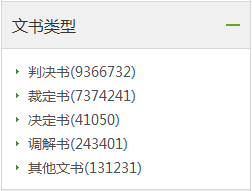 文书类型
判决书(9366732)
裁定书(7374241)
决定书(41050)
调解书(243401)
其他文书(131231)